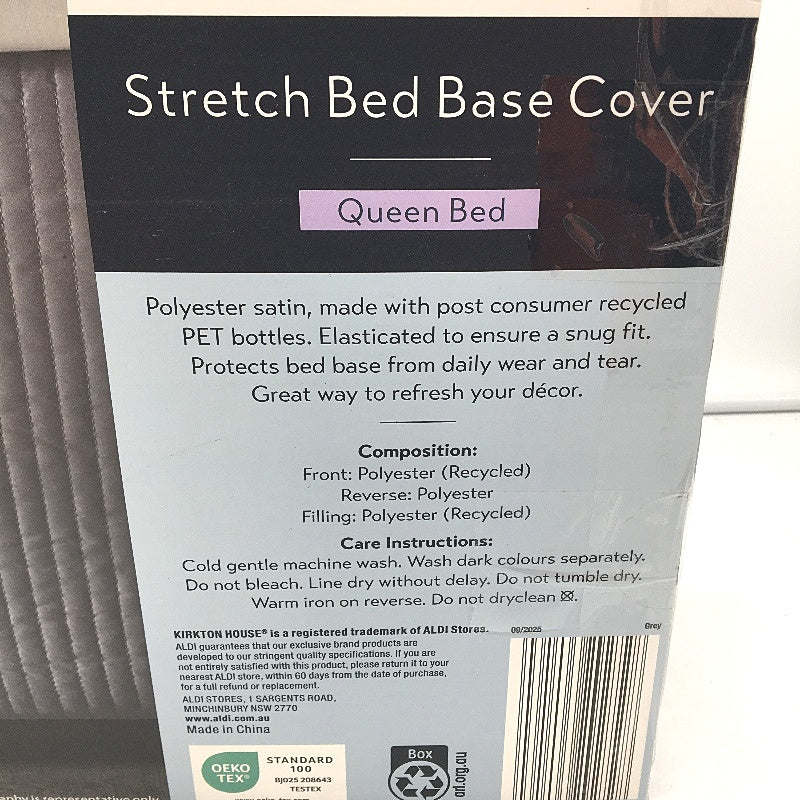 Stretch Bed Base Cover
Queen Bed
Polyester satin, made with post consumer recycled
PET bottles. Elasticated to ensure a snug fit.
Protects bed base from daily wear and tear.
Great way to refresh your décor.
Composition:
Front: Polyester (Recycled)
Reverse: Polyester
Filling: Polyester (Recycled)
Care Instructions:
Cold gentle machine wash. Wash dark colours separately.
Do not bleach. Line dry without delay. Do not tumble dry.
Warm iron on reverse. Do not dryclean.
KIRKTON HOUSE® is a registered trademark of ALDI Stores.
09/2025
Grey
ALDI guarantees that our exclusive brand products are
developed to our stringent quality specifications. If you are
not entirely satisfied with this product, please return it to your
nearest ALDI store, within 60 days from the date of purchase,
for a full refund or replacement.
ALDI STORES, 1 SARGENTS ROAD,
MINCHINBURY NSW 2770
www.aldi.com.au
Made in China
OEKO
TEX®
STANDARD
100
BJ025 208643
TESTEX
Box
arl.org.au
is representative only